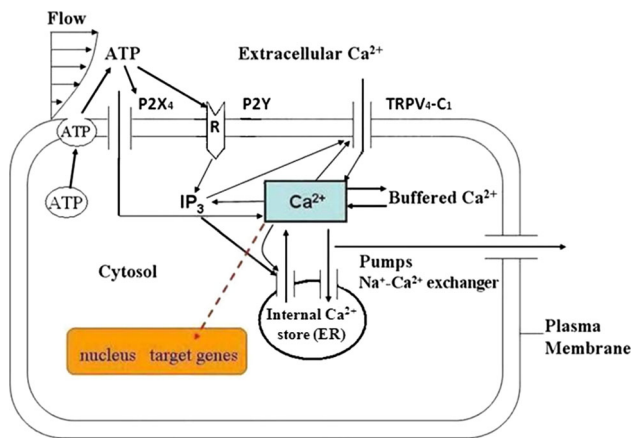 Flow
ATP
Extracellular Ca²⁺
P2X₄
P2Y
TRPV₄-C₁
ATP
R
ATP
IP₃
Ca²⁺
Buffered Ca²⁺
Cytosol
Pumps
Na⁺-Ca²⁺ exchanger
Internal Ca²⁺
store (ER)
Plasma
Membrane
nucleus target genes